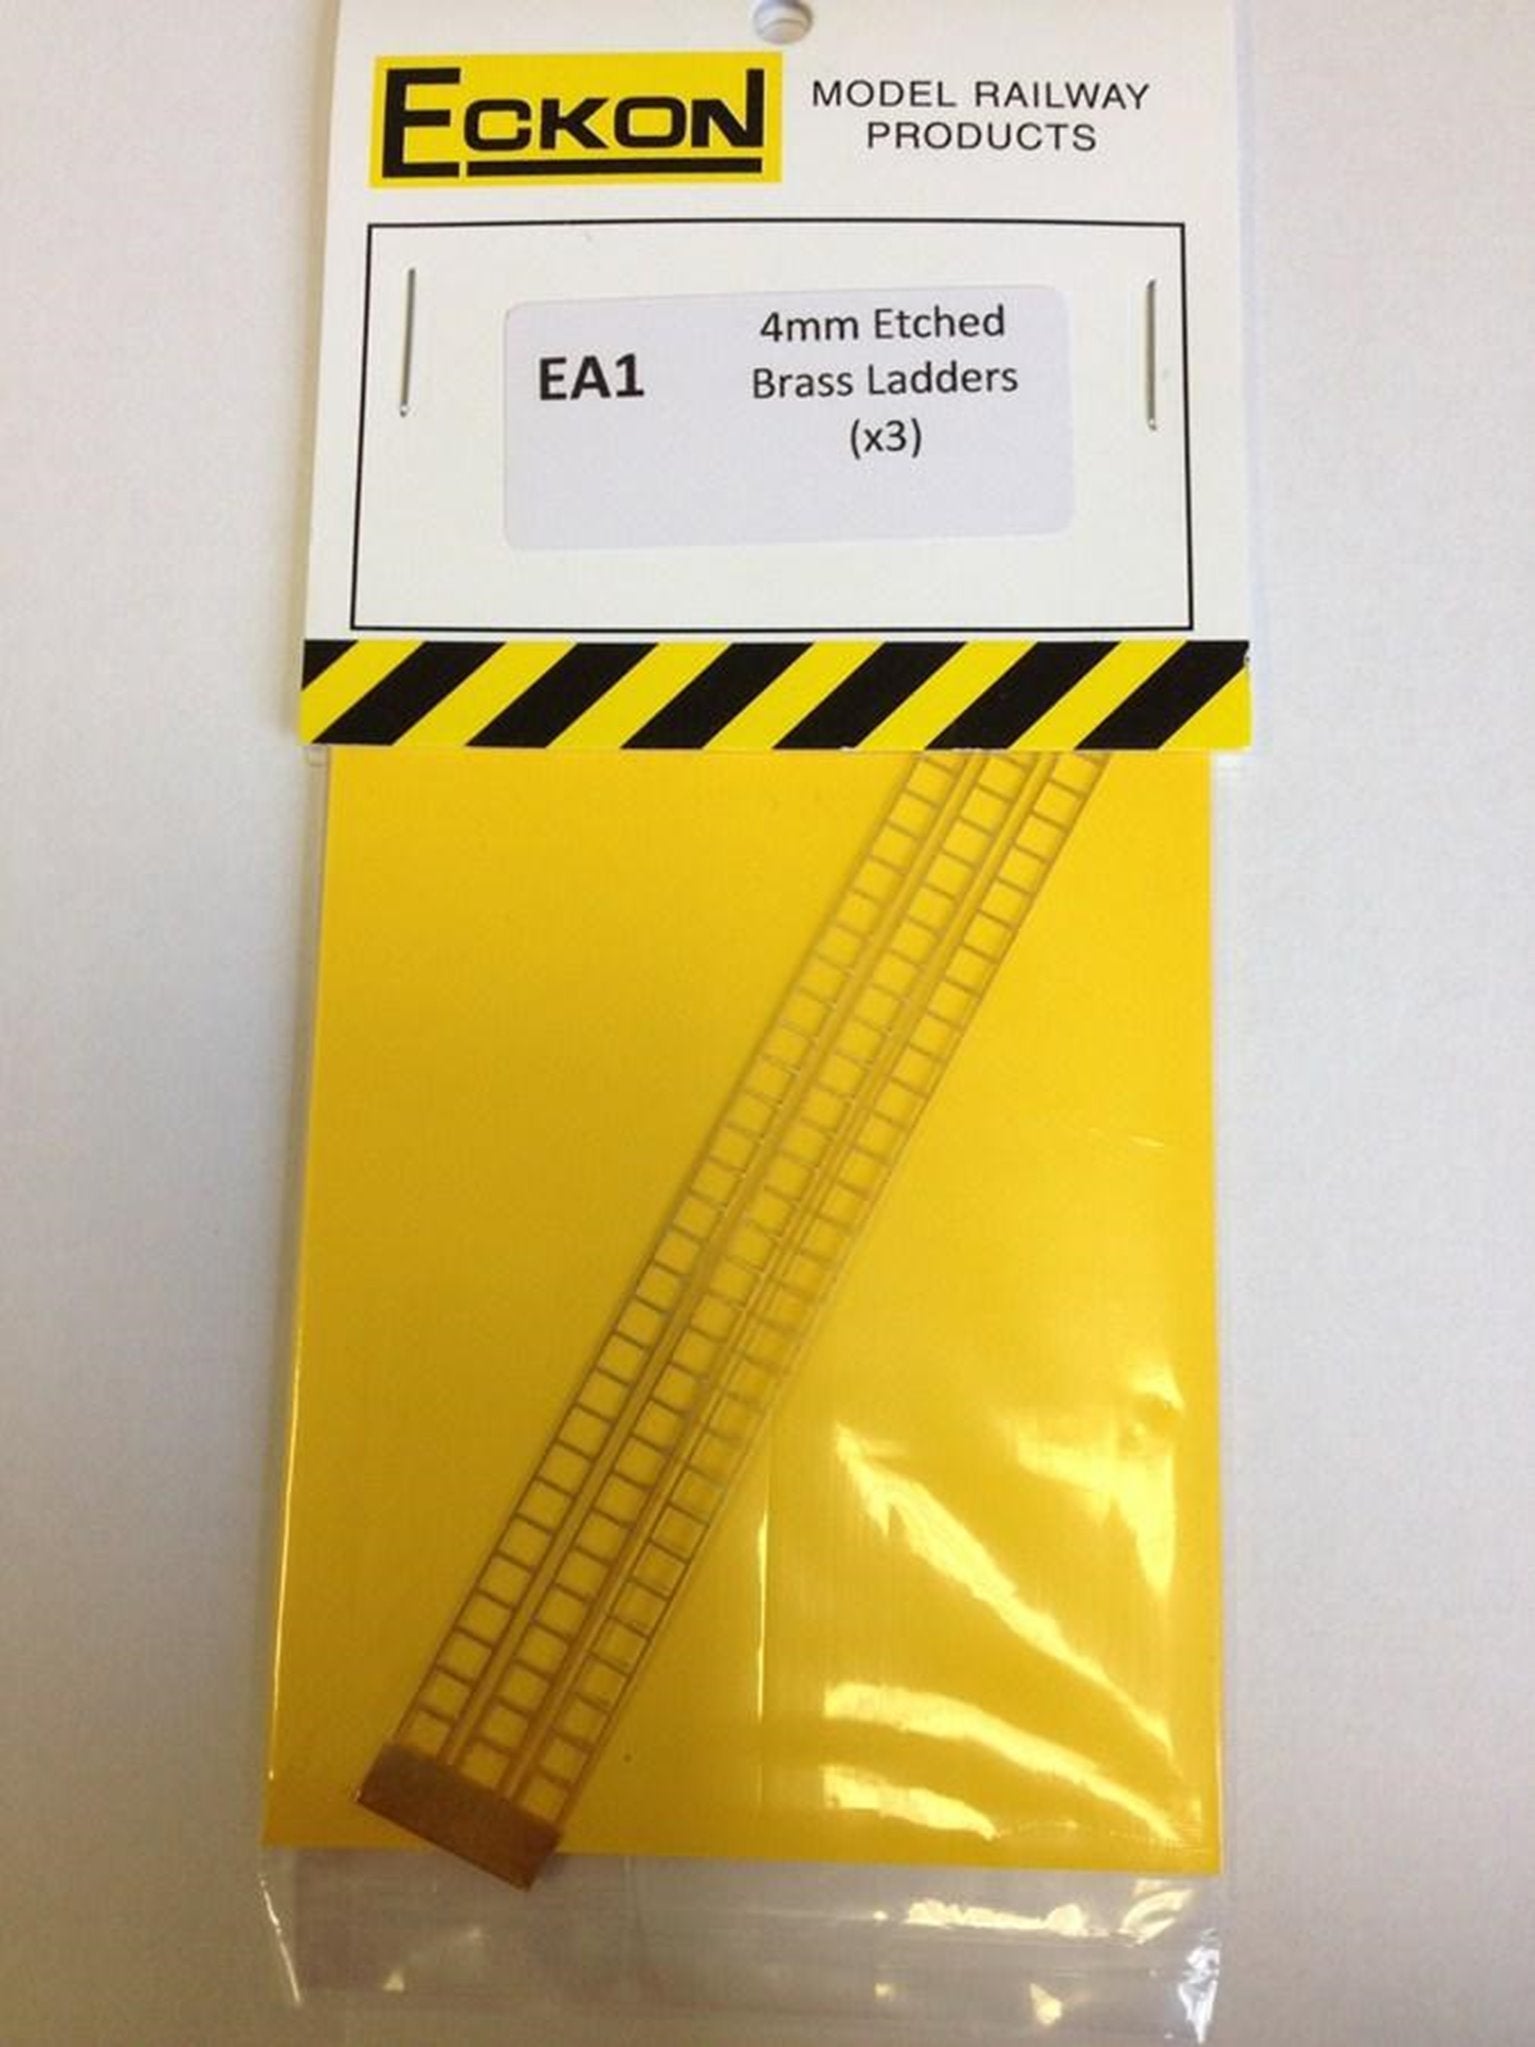 ECKON
MODEL RAILWAY
PRODUCTS
EA1
4mm Etched
Brass Ladders
(x3)